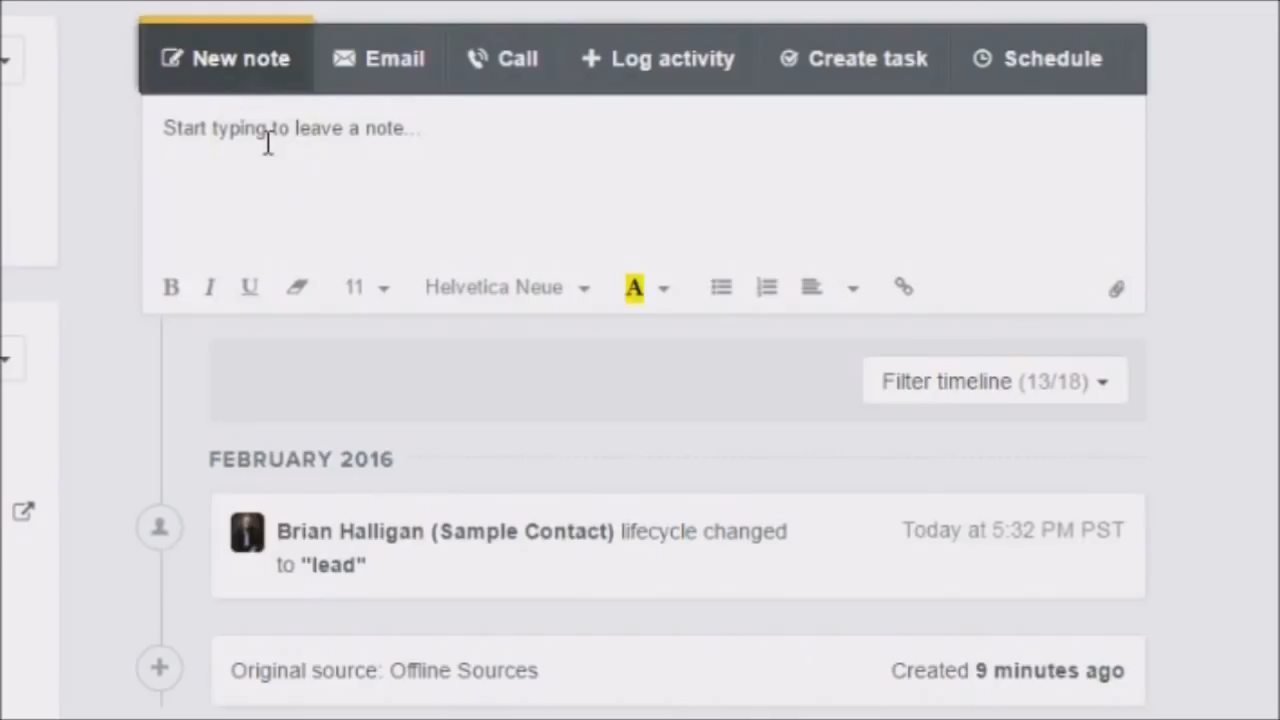 New note Email Call Log activity Create task Schedule
Start typing to leave a note...
B I U 11 Helvetica Neue A
Filter timeline (13/18)
FEBRUARY 2016
Brian Halligan (Sample Contact) lifecycle changed Today at 5:32 PM PST
to "lead"
Original source: Offline Sources Created 9 minutes ago